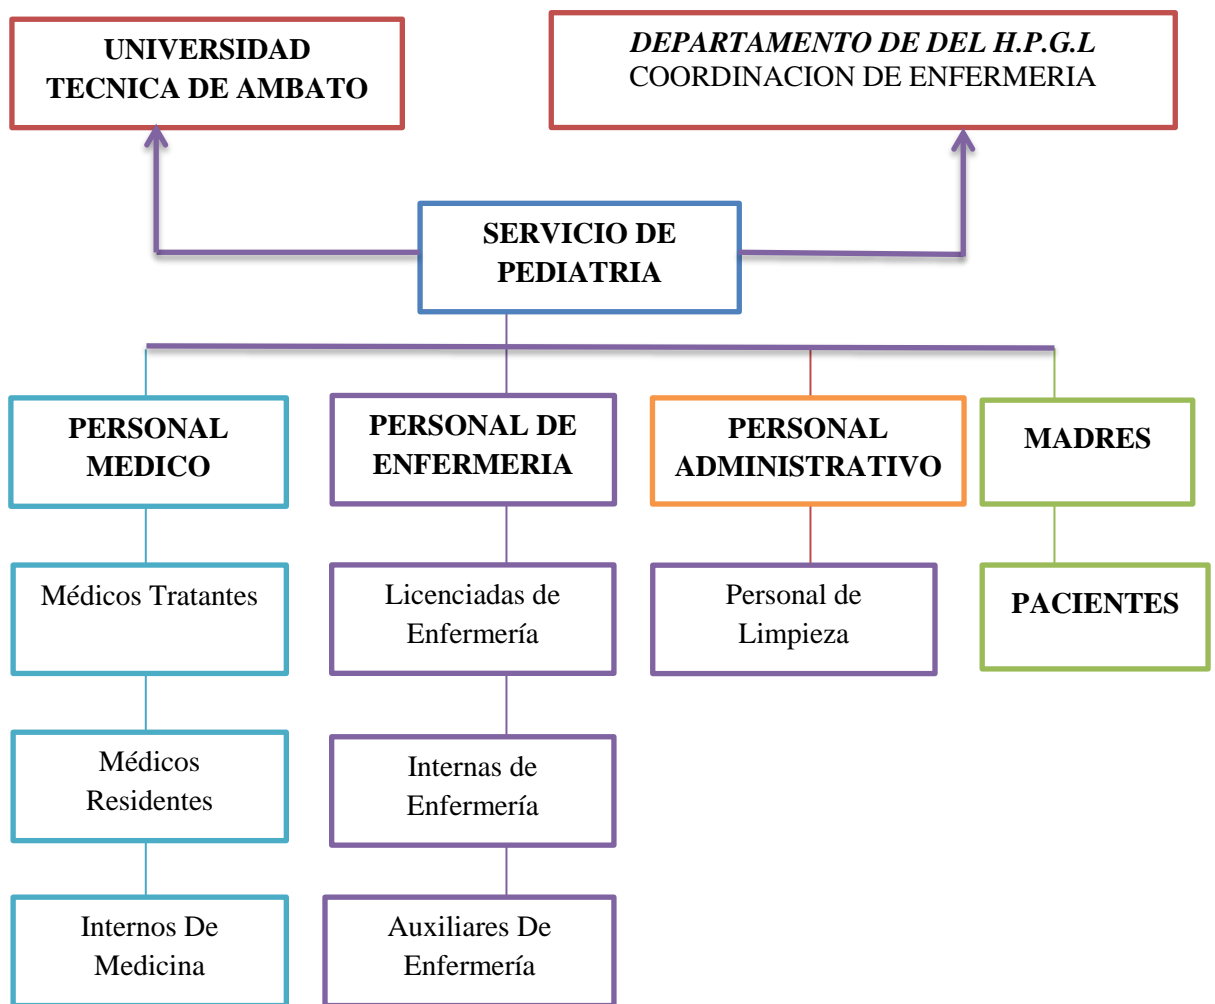 UNIVERSIDAD
TECNICA DE AMBATO
DEPARTAMENTO DE DEL H.P.G.L
COORDINACION DE ENFERMERIA
SERVICIO DE
PEDIATRIA
PERSONAL
MEDICO
PERSONAL DE
ENFERMERIA
PERSONAL
ADMINISTRATIVO
MADRES
Médicos Tratantes
Licenciadas de
Enfermería
Personal de
Limpieza
PACIENTES
Médicos
Residentes
Internas de
Enfermería
Internos De
Medicina
Auxiliares De
Enfermería